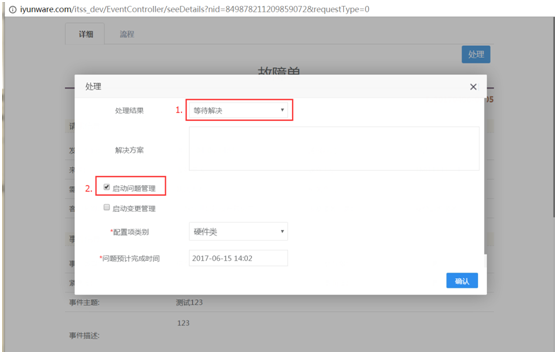 iyunware.com/itss_dev/EventController/seeDetails?nid=849878211209859072&requestType=0
详细 流程
处理
故障单
处理
1.
处理结果 等待解决
解决方案
2.
启动问题管理
启动变更管理
*配置项类别 硬件类
*问题预计完成时间 2017-06-15 14:02
确认
事件主题: 测试123
123
事件描述: